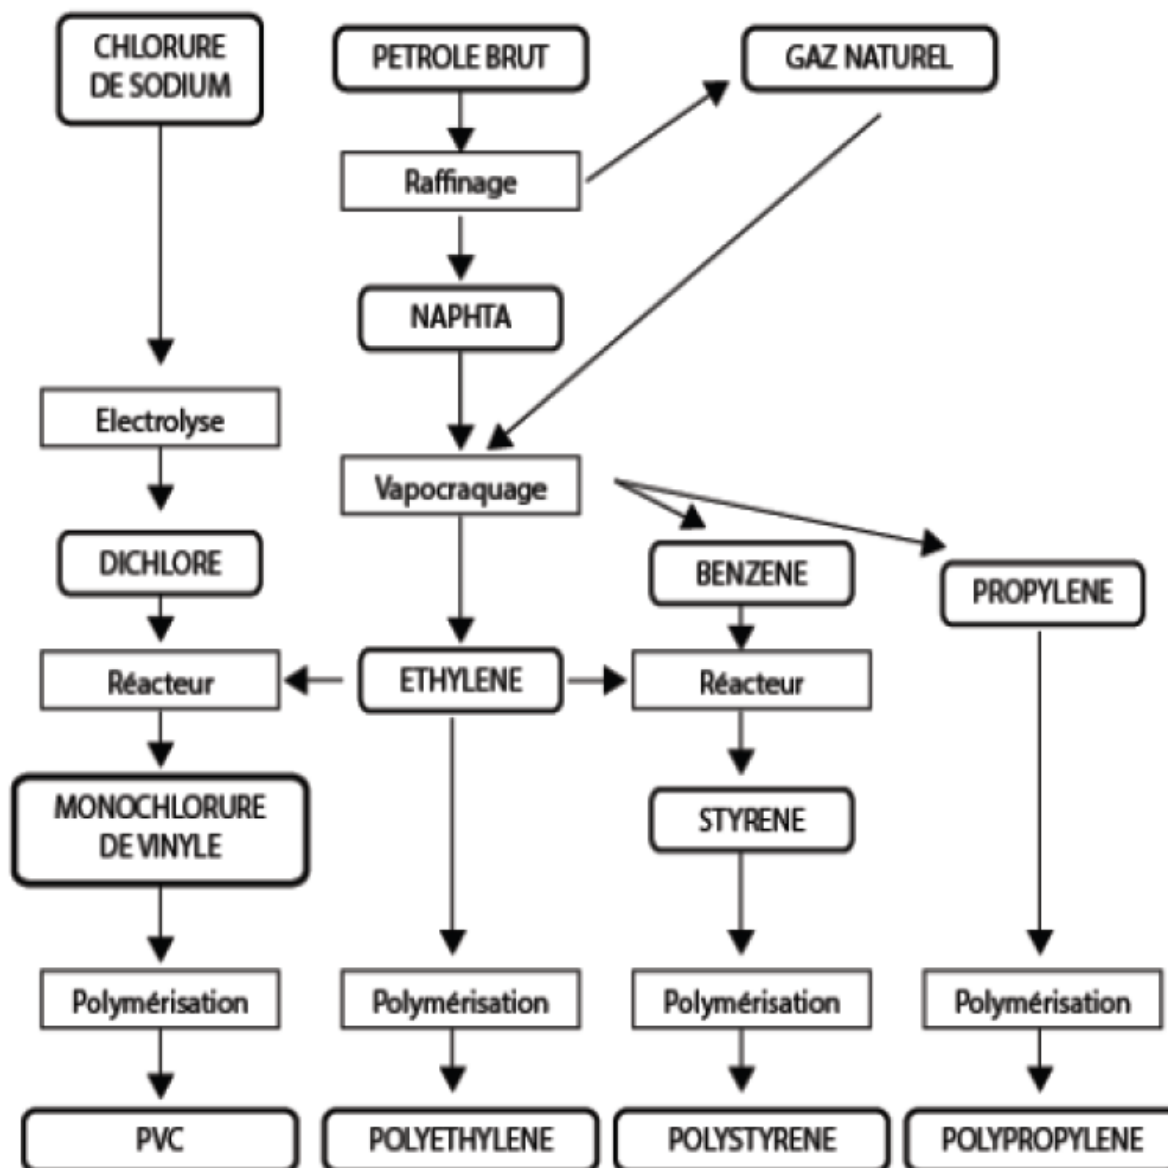 CHLORURE
DE SODIUM
PETROLE BRUT
GAZ NATUREL
Raffinage
NAPHTA
Electrolyse
Vapocraquage
DICHLORE
BENZENE
PROPYLENE
Réacteur
ETHYLENE
Réacteur
MONOCHLORURE
DE VINYLE
STYRENE
Polymérisation
Polymérisation
Polymérisation
Polymérisation
PVC
POLYETHYLENE
POLYSTYRENE
POLYPROPYLENE